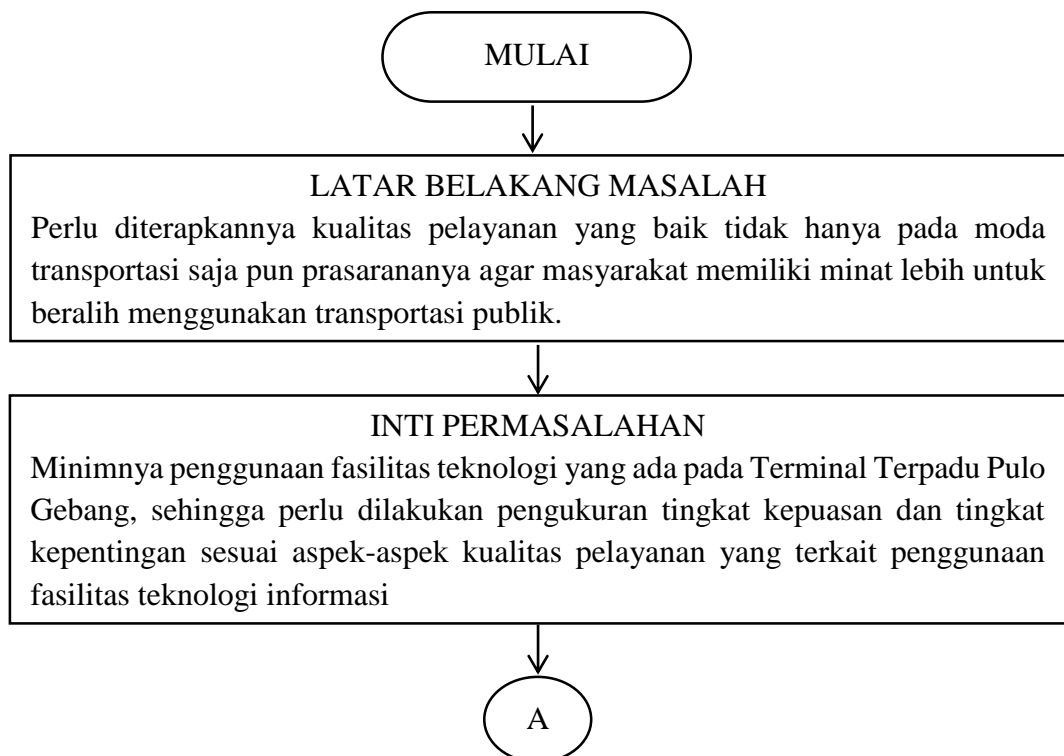 MULAI
LATAR BELAKANG MASALAH
Perlu diterapkannya kualitas pelayanan yang baik tidak hanya pada moda
transportasi saja pun prasarananya agar masyarakat memiliki minat lebih untuk
beralih menggunakan transportasi publik.
INTI PERMASALAHAN
Minimnya penggunaan fasilitas teknologi yang ada pada Terminal Terpadu Pulo
Gebang, sehingga perlu dilakukan pengukuran tingkat kepuasan dan tingkat
kepentingan sesuai aspek-aspek kualitas pelayanan yang terkait penggunaan
fasilitas teknologi informasi
A